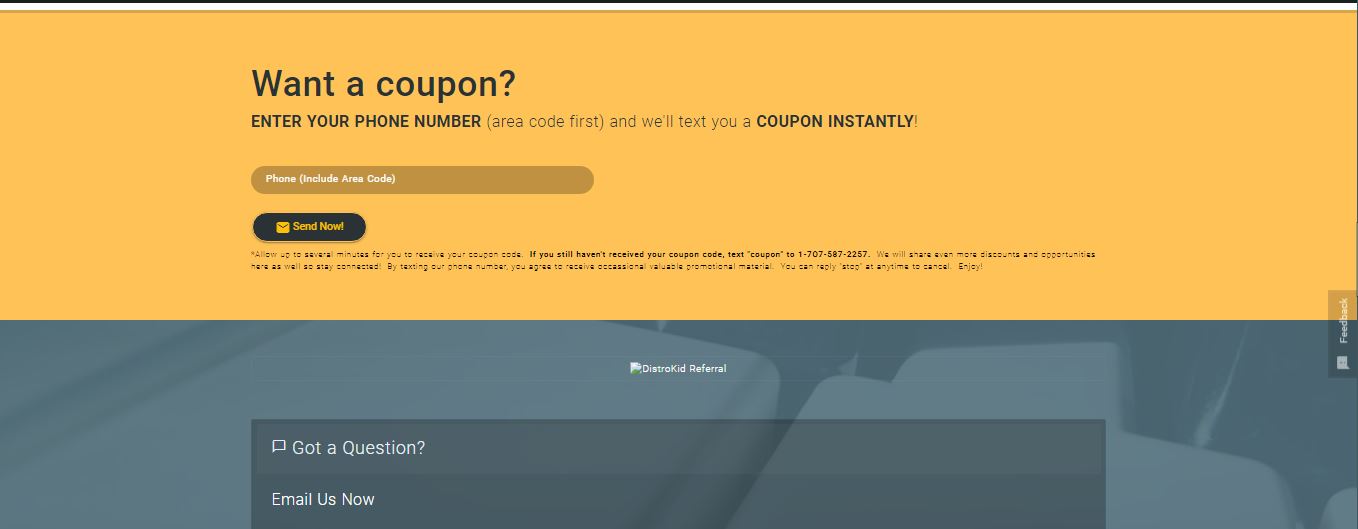 Want a coupon?
ENTER YOUR PHONE NUMBER (area code first) and we'll text you a COUPON INSTANTLY!
Phone (Include Area Code)
Send Now!
*Allow up to several minutes for you to receive your coupon code. If you still haven't received your coupon code, text "coupon" to 1-707-587-2257. We will share even more discounts and opportunities
here as well so stay connected! By texting our phone number, you agree to receive occassional valuable promotional material. You can reply "stop" at anytime to cancel. Enjoy!
Feedback
DistroKid Referral
Got a Question?
Email Us Now